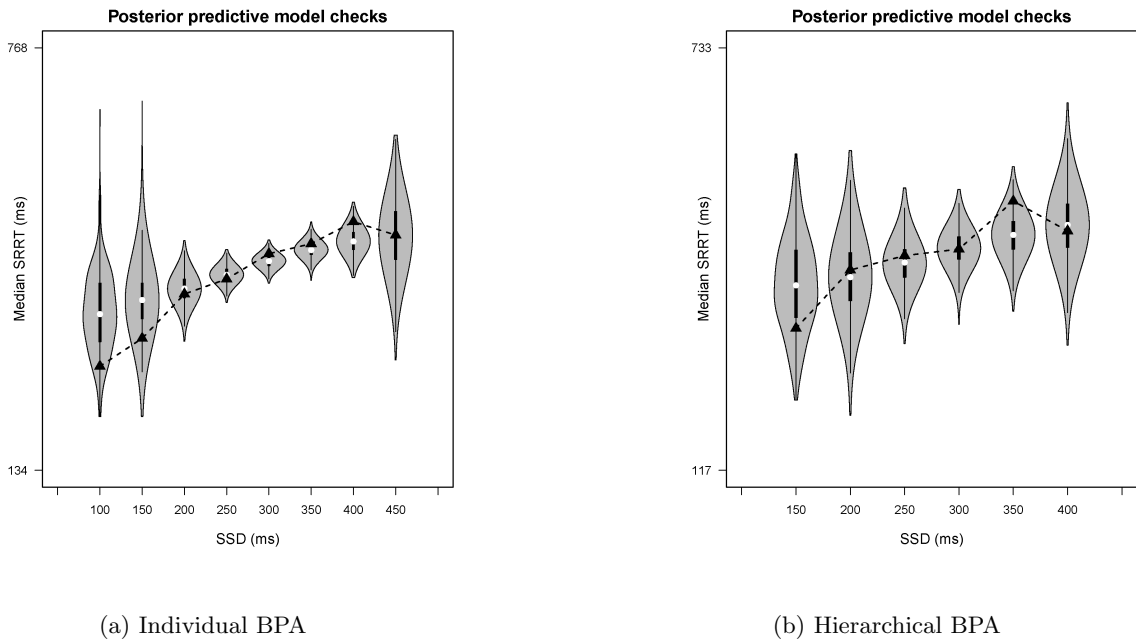 Posterior predictive model checks
768
134
Median SRRT (ms)
100 150 200 250 300 350 400 450
SSD (ms)
(a) Individual BPA
Posterior predictive model checks
733
117
Median SRRT (ms)
150 200 250 300 350 400
SSD (ms)
(b) Hierarchical BPA